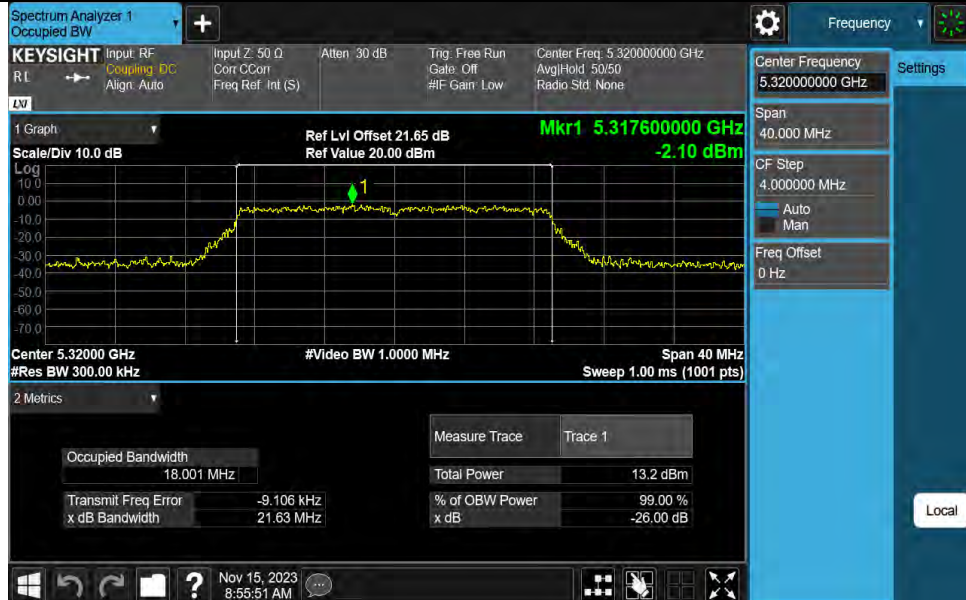 Spectrum Analyzer 1
Occupied BW
+
Frequency
KEYSIGHT
Input: RF
Input Z: 50 Ω
Atten: 30 dB
Trig: Free Run
Center Freq: 5.320000000 GHz
RL
Coupling: DC
Corr CCorr
Gate: Off
Avg|Hold: 50/50
Align: Auto
Freq Ref: Int (S)
#IF Gain: Low
Radio Std: None
LXI
Center Frequency
5.320000000 GHz
Settings
Span
40.000 MHz
CF Step
4.000000 MHz
Auto
Man
Freq Offset
0 Hz
Local
1 Graph
Ref Lvl Offset 21.65 dB
Mkr1 5.317600000 GHz
Scale/Div 10.0 dB
Ref Value 20.00 dBm
-2.10 dBm
Log
10.0
0.00
-10.0
-20.0
-30.0
-40.0
-50.0
-60.0
-70.0
1
Center 5.32000 GHz
#Video BW 1.0000 MHz
Span 40 MHz
#Res BW 300.00 kHz
Sweep 1.00 ms (1001 pts)
2 Metrics
Measure Trace
Trace 1
Occupied Bandwidth
18.001 MHz
Total Power
13.2 dBm
Transmit Freq Error
-9.106 kHz
% of OBW Power
99.00 %
x dB Bandwidth
21.63 MHz
x dB
-26.00 dB
?
Nov 15, 2023
8:55:51 AM